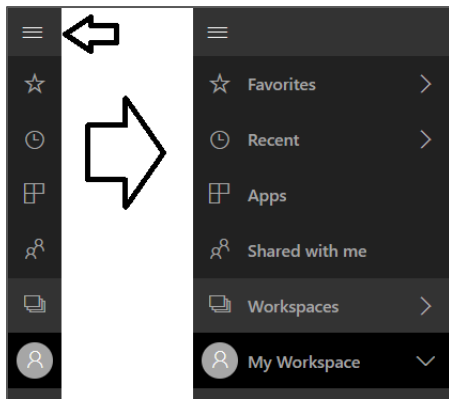 Favorites
Recent
Apps
Shared with me
Workspaces
My Workspace